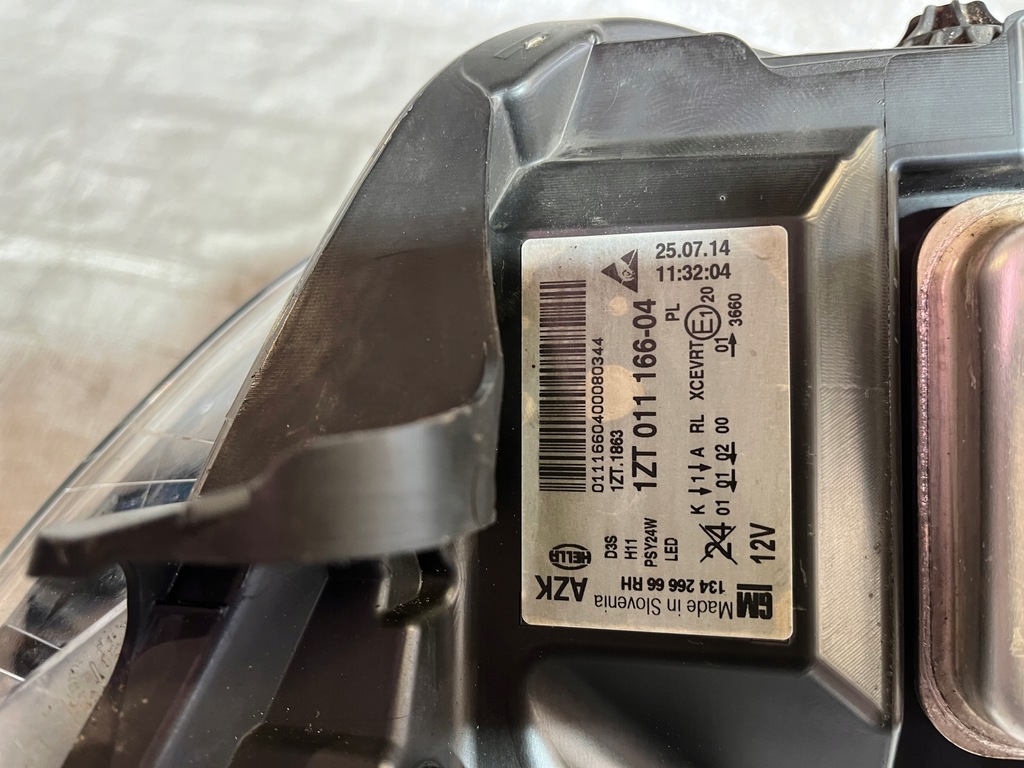 25.07.14
11:32:04
0111660400080344
1ZT.1863
1ZT 011 166-04
PL
D3S
H11
PSY24W
LED
K 1 A RL XCEVRT E1 20
24 01 01 02 00 01 3660
12V
HELLA
AZK
Made in Slovenia
134 266 66 RH
GM